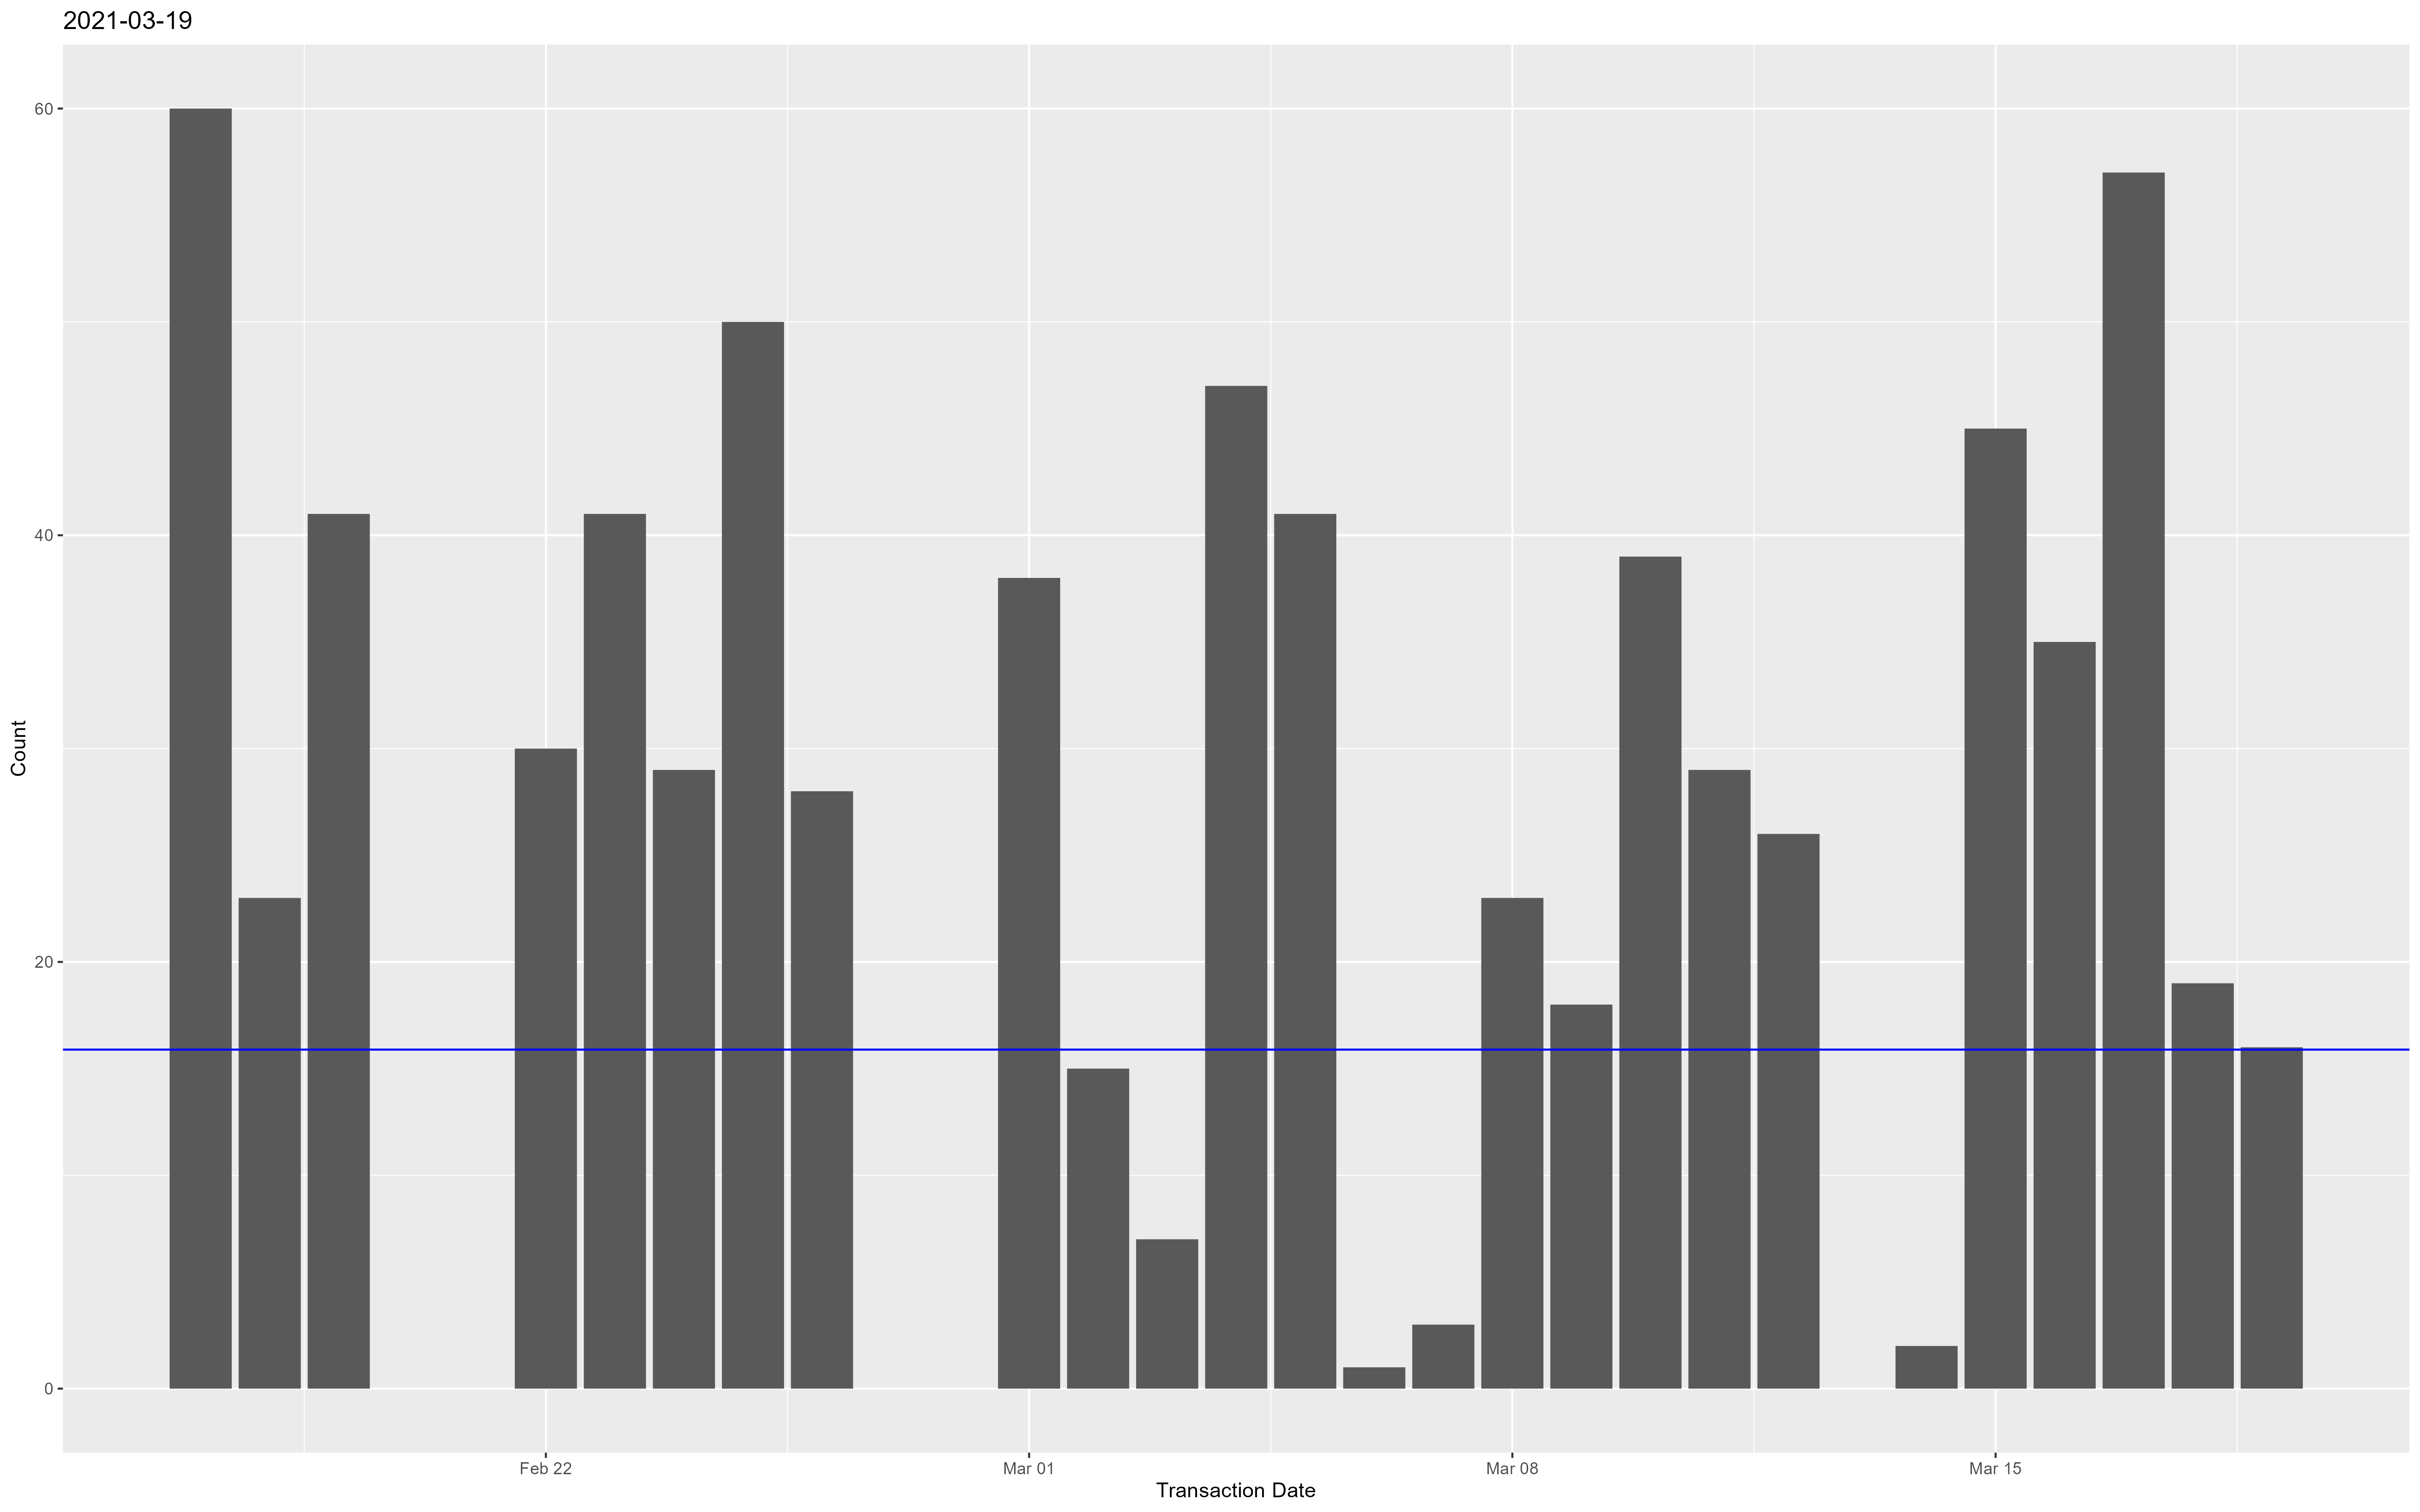 2021-03-19
60
40
20
0
Count
Feb 22
Mar 01
Mar 08
Mar 15
Transaction Date